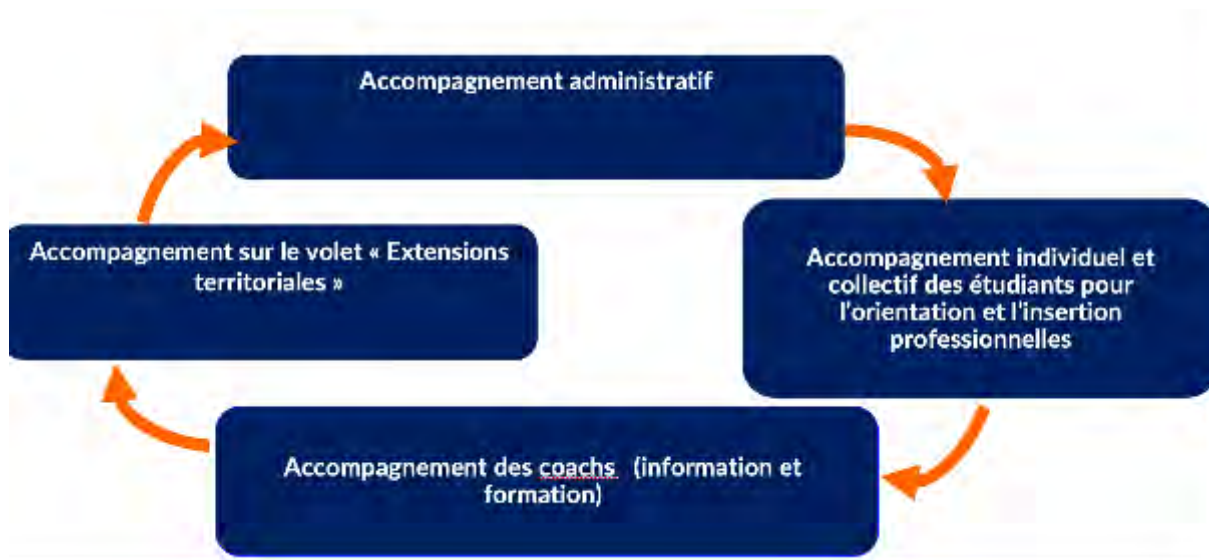 Accompagnement administratif
Accompagnement sur le volet « Extensions
territoriales »
Accompagnement individuel et
collectif des étudiants pour
l'orientation et l'insertion
professionnelles
Accompagnement des coachs (information et
formation)